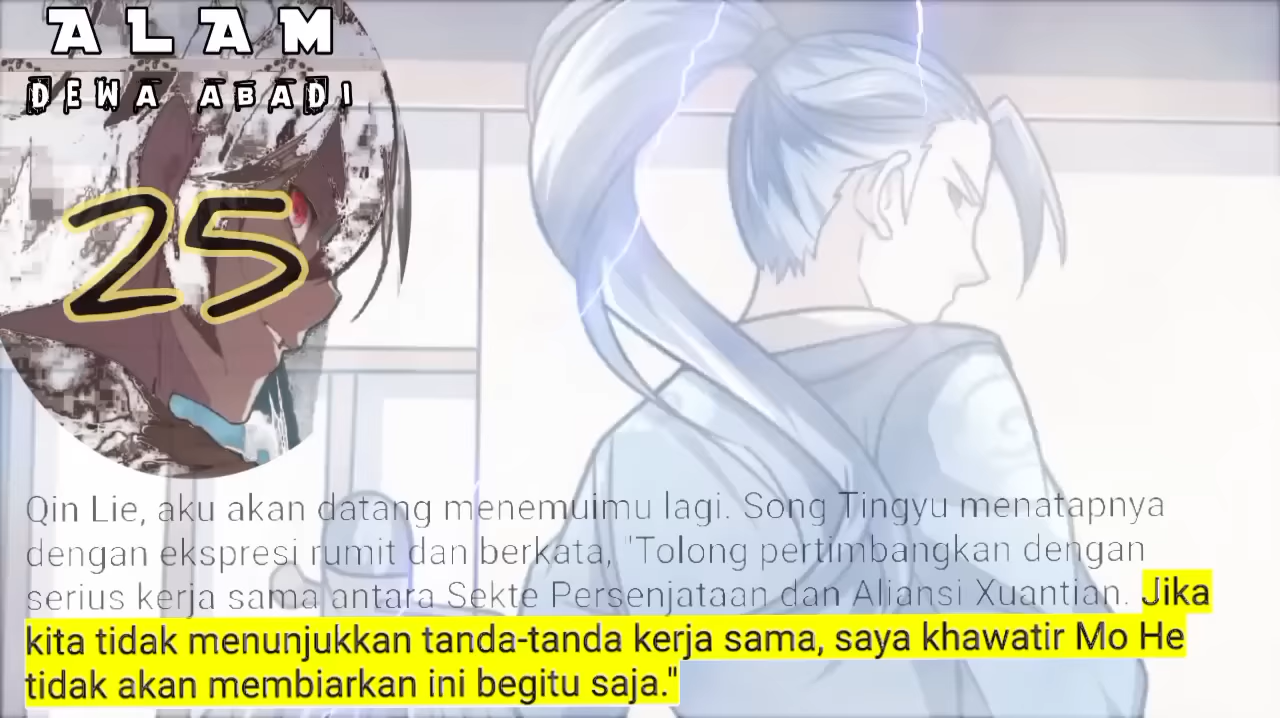 ALAM
DEWA ABADI
25
Qin Lie, aku akan datang menemuimu lagi. Song Tingyu menatapnya
dengan ekspresi rumit dan berkata, "Tolong pertimbangkan dengan
serius kerja sama antara Sekte Persenjataan dan Aliansi Xuantian. Jika
kita tidak menunjukkan tanda-tanda kerja sama, saya khawatir Mo He
tidak akan membiarkan ini begitu saja."